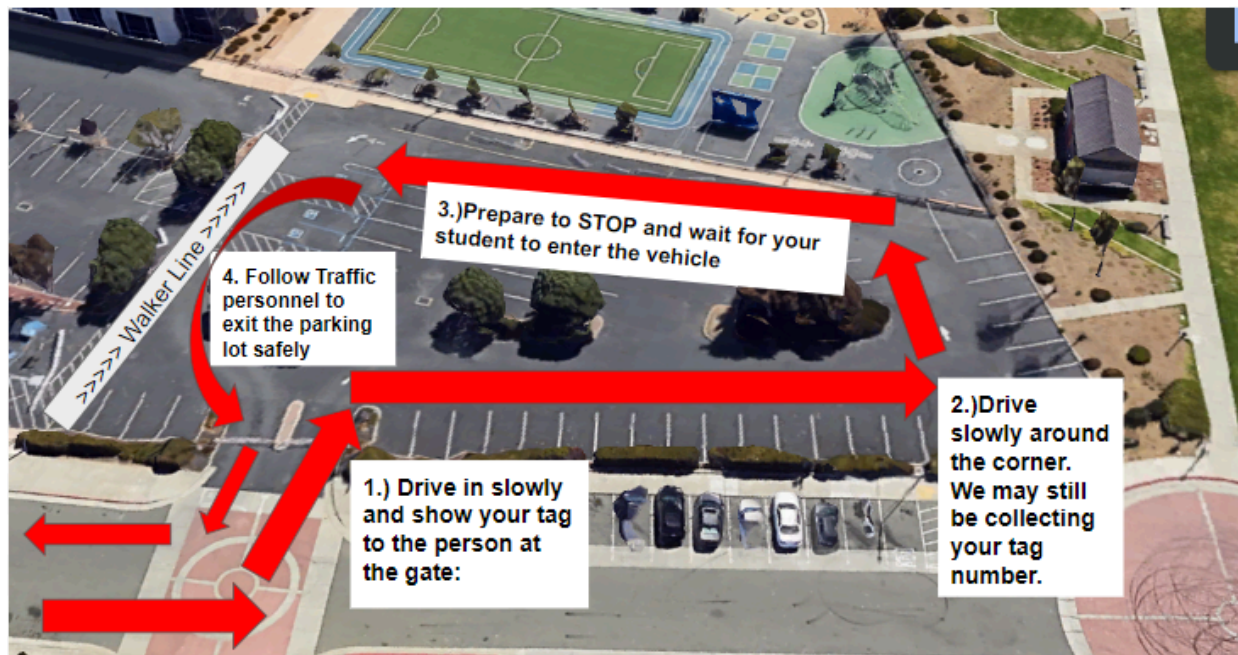 1.) Drive in slowly
and show your tag
to the person at
the gate:
2.)Drive
slowly around
the corner.
We may still
be collecting
your tag
number.
3.)Prepare to STOP and wait for your
student to enter the vehicle
4. Follow Traffic
personnel to
exit the parking
lot safely
>>>>> Walker Line >>>>>